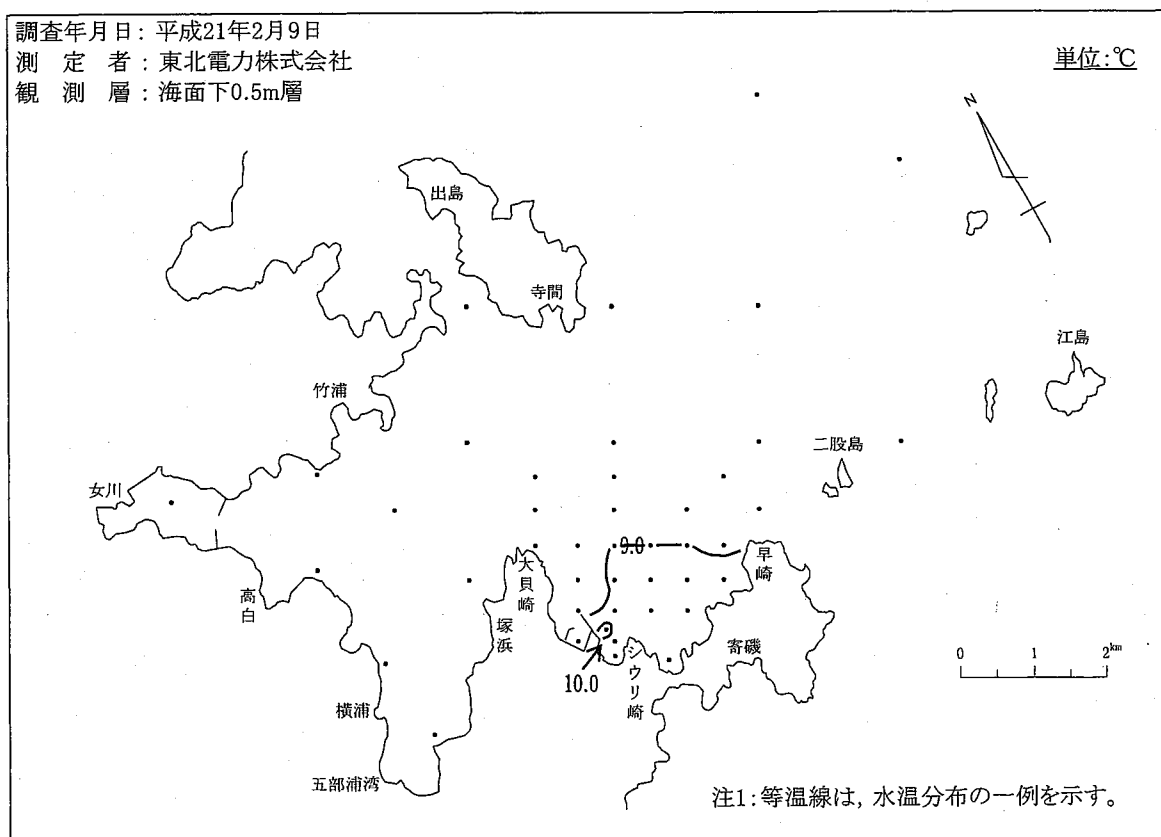 調査年月日：平成21年2月9日
測定者：東北電力株式会社
観測層：海面下0.5m層
単位：℃
N
出島
寺間
江島
竹浦
二股島
女川
9.0
早崎
大貝崎
高白
塚浜
寄磯
シウリ崎
10.0
横浦
五部浦湾
0 1 2km
注1：等温線は，水温分布の一例を示す。